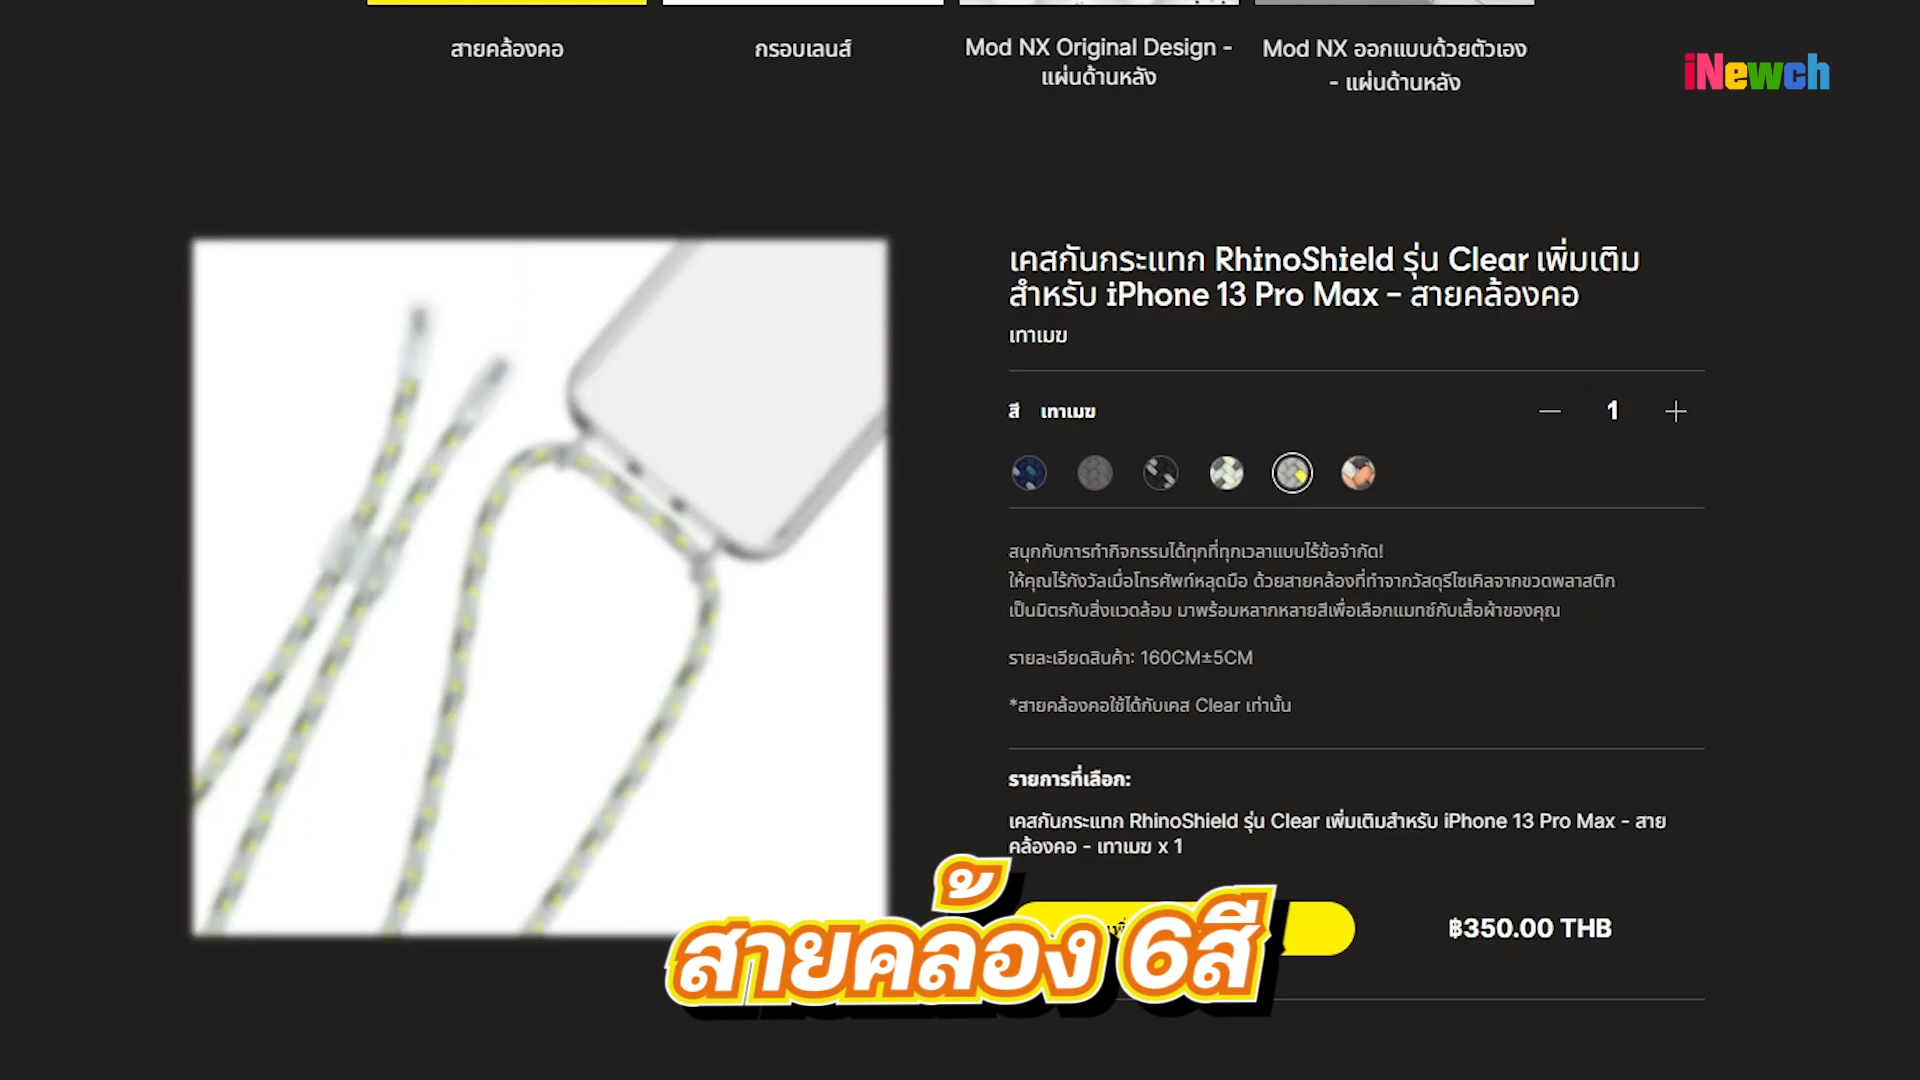 สายคล้องคอ
กรอบเลนส์
Mod NX Original Design -
แผ่นด้านหลัง
Mod NX ออกแบบด้วยตัวเอง
- แผ่นด้านหลัง
iNewch
เคสกันกระแทก RhinoShield รุ่น Clear เพิ่มเติม
สำหรับ iPhone 13 Pro Max - สายคล้องคอ
เทาเมฆ
สี เทาเมฆ
1
สนุกกับการทำกิจกรรมได้ทุกที่ทุกเวลาแบบไร้ข้อจำกัด!
ให้คุณไร้กังวัลเมื่อโทรศัพท์หลุดมือ ด้วยสายคล้องที่ทำจากวัสดุรีไซเคิลจากขวดพลาสติก
เป็นมิตรกับสิ่งแวดล้อม มาพร้อมหลากหลายสีเพื่อเลือกแมทช์กับเสื้อผ้าของคุณ
รายละเอียดสินค้า: 160CM±5CM
*สายคล้องคอใช้ได้กับเคส Clear เท่านั้น
รายการที่เลือก:
เคสกันกระแทก RhinoShield รุ่น Clear เพิ่มเติมสำหรับ iPhone 13 Pro Max - สาย
คล้องคอ - เทาเมฆ x 1
฿350.00 THB
สายคล้อง 6สี